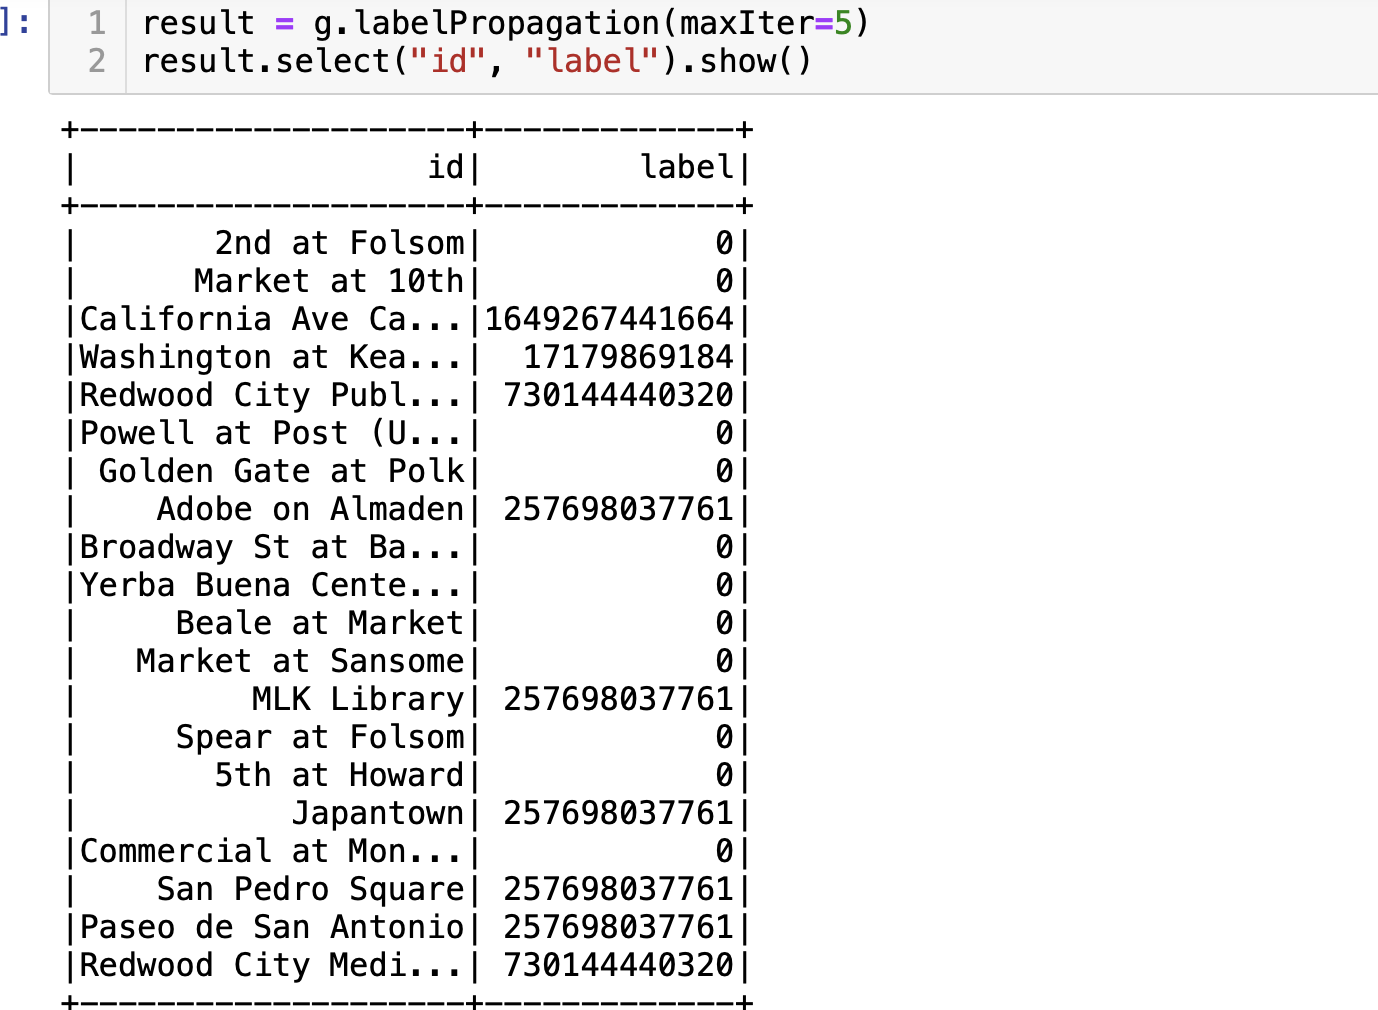 ]:
1 result = g.labelPropagation(maxIter=5)
2 result.select("id", "label").show()
+--------------------+-------------+
|                  id|        label|
+--------------------+-------------+
|       2nd at Folsom|            0|
|      Market at 10th|            0|
|California Ave Ca...|1649267441664|
|Washington at Kea...|  17179869184|
|Redwood City Publ...| 730144440320|
|Powell at Post (U...|            0|
| Golden Gate at Polk|            0|
|    Adobe on Almaden| 257698037761|
|Broadway St at Ba...|            0|
|Yerba Buena Cente...|            0|
|     Beale at Market|            0|
|   Market at Sansome|            0|
|         MLK Library| 257698037761|
|     Spear at Folsom|            0|
|       5th at Howard|            0|
|           Japantown| 257698037761|
|Commercial at Mon...|            0|
|    San Pedro Square| 257698037761|
|Paseo de San Antonio| 257698037761|
|Redwood City Medi...| 730144440320|
+--------------------+-------------+